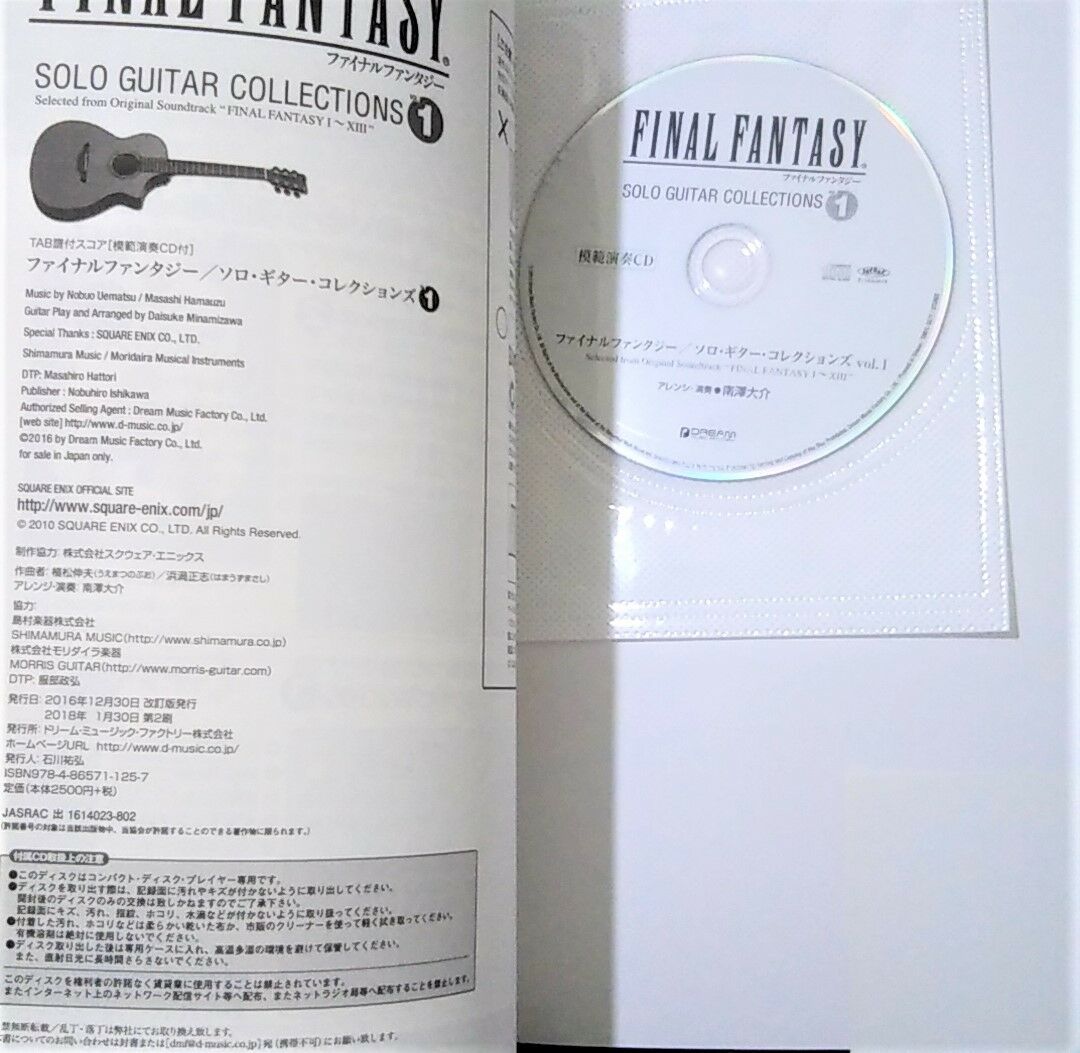 FINAL FANTASY®
ファイナルファンタジー
SOLO GUITAR COLLECTIONS 1
Selected from Original Soundtrack "FINAL FANTASY I～XIII"
TAB譜付スコア[模範演奏CD付]
ファイナルファンタジー／ソロ・ギター・コレクションズ 1
Music by Nobuo Uematsu / Masashi Hamauzu
Guitar Play and Arranged by Daisuke Minamizawa
Special Thanks : SQUARE ENIX CO., LTD.
Shimamura Music / Moridaira Musical Instruments
DTP: Masahiro Hattori
Publisher : Nobuhiro Ishikawa
Authorized Selling Agent : Dream Music Factory Co., Ltd.
[web site] http://www.d-music.co.jp/
©2016 by Dream Music Factory Co., Ltd.
for sale in Japan only.
SQUARE ENIX OFFICIAL SITE
http://www.square-enix.com/jp/
© 2010 SQUARE ENIX CO., LTD. All Rights Reserved.
制作協力: 株式会社スクウェア・エニックス
作曲者: 植松伸夫(うえまつのぶお)／浜渦正志(はまうずまさし)
アレンジ・演奏: 南澤大介
協力:
島村楽器株式会社
SHIMAMURA MUSIC(http://www.shimamura.co.jp)
株式会社モリダイラ楽器
MORRIS GUITAR(http://www.morris-guitar.com)
DTP: 服部政弘
発行日: 2016年12月30日 改訂版発行
2018年 1月30日 第2刷
発行所: ドリーム・ミュージック・ファクトリー株式会社
ホームページURL http://www.d-music.co.jp/
発行人: 石川祐弘
ISBN978-4-86571-125-7
定価(本体2500円+税)
JASRAC 出 1614023-802
(許諾番号の対象は当該出版物中、当協会が許諾することのできる著作物に限られます。)
付属CD取扱上の注意
●このディスクはコンパクト・ディスク・プレイヤー専用です。
●ディスクを取り出す際は、記録面に汚れやキズが付かないように取り出してください。
開封後のディスクのみの交換は致しかねますのでご了承下さい。
記録面にキズ、汚れ、指紋、ホコリ、水滴などが付かないように取り扱ってください。
●付着した汚れ、ホコリなどは柔らかい乾いた布か、市販のクリーナーを使って軽く拭き取ってください。
有機溶剤は絶対に使用しないでください。
●ディスク取り出した後は専用ケースに入れ、高温多湿の環境を避けて保管してください。
また、直射日光に長時間さらさないでください。
このディスクを権利者の許諾なく賃貸業に使用することは禁止されています。
またインターネット上のネットワーク配信サイト等へ配布、またネットラジオ局等へ配布することを禁止します。
禁無断転載／乱丁・落丁は弊社にてお取り換え致します。
書についてのお問い合わせは封書または[dmf@d-music.co.jp]宛(携帯不可)にお願い致します。
FINAL FANTASY®
ファイナルファンタジー
SOLO GUITAR COLLECTIONS 1
模範演奏CD
ファイナルファンタジー／ソロ・ギター・コレクションズ vol.1
Selected from Original Soundtrack "FINAL FANTASY I～XIII"
アレンジ・演奏●南澤大介
DREAM